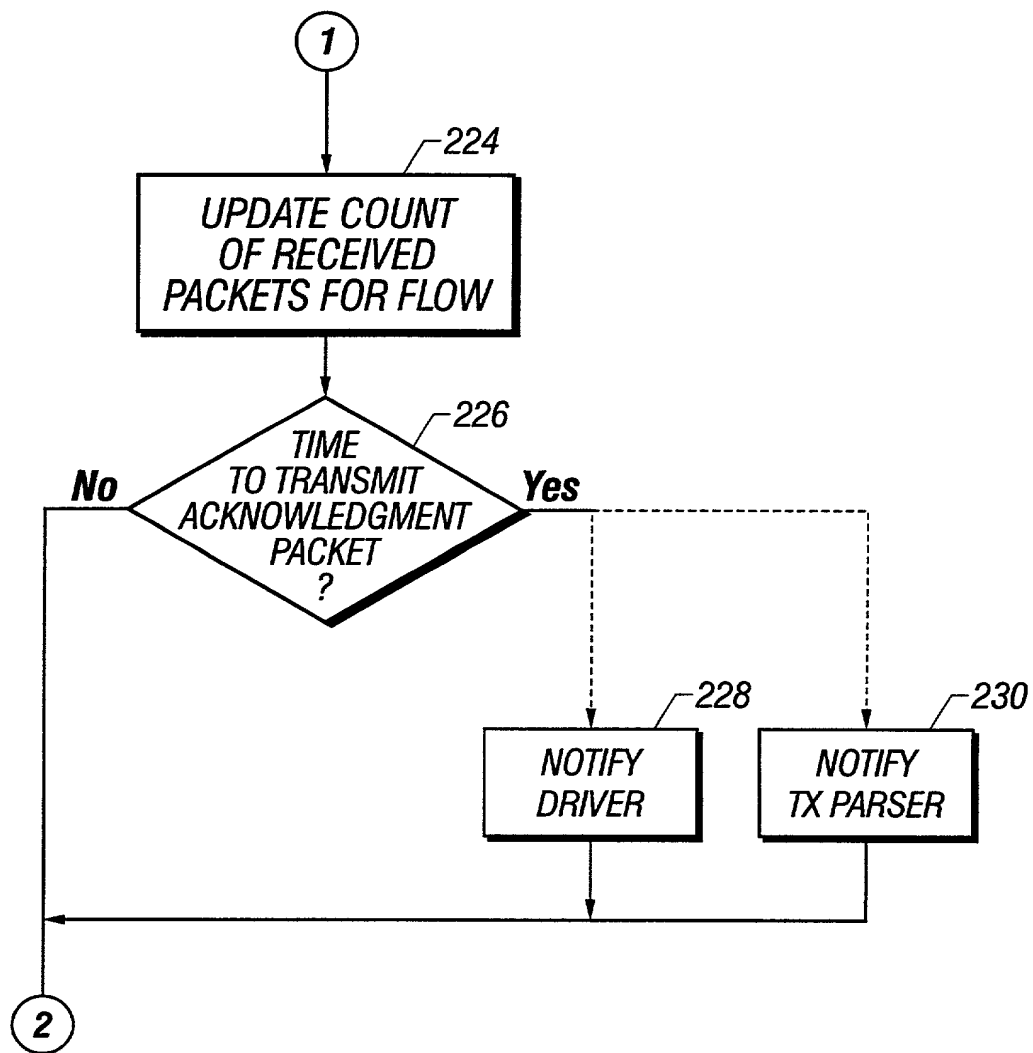 1
224
UPDATE COUNT
OF RECEIVED
PACKETS FOR FLOW
226
TIME
TO TRANSMIT
ACKNOWLEDGMENT
PACKET
?
No
Yes
228
NOTIFY
DRIVER
230
NOTIFY
TX PARSER
2